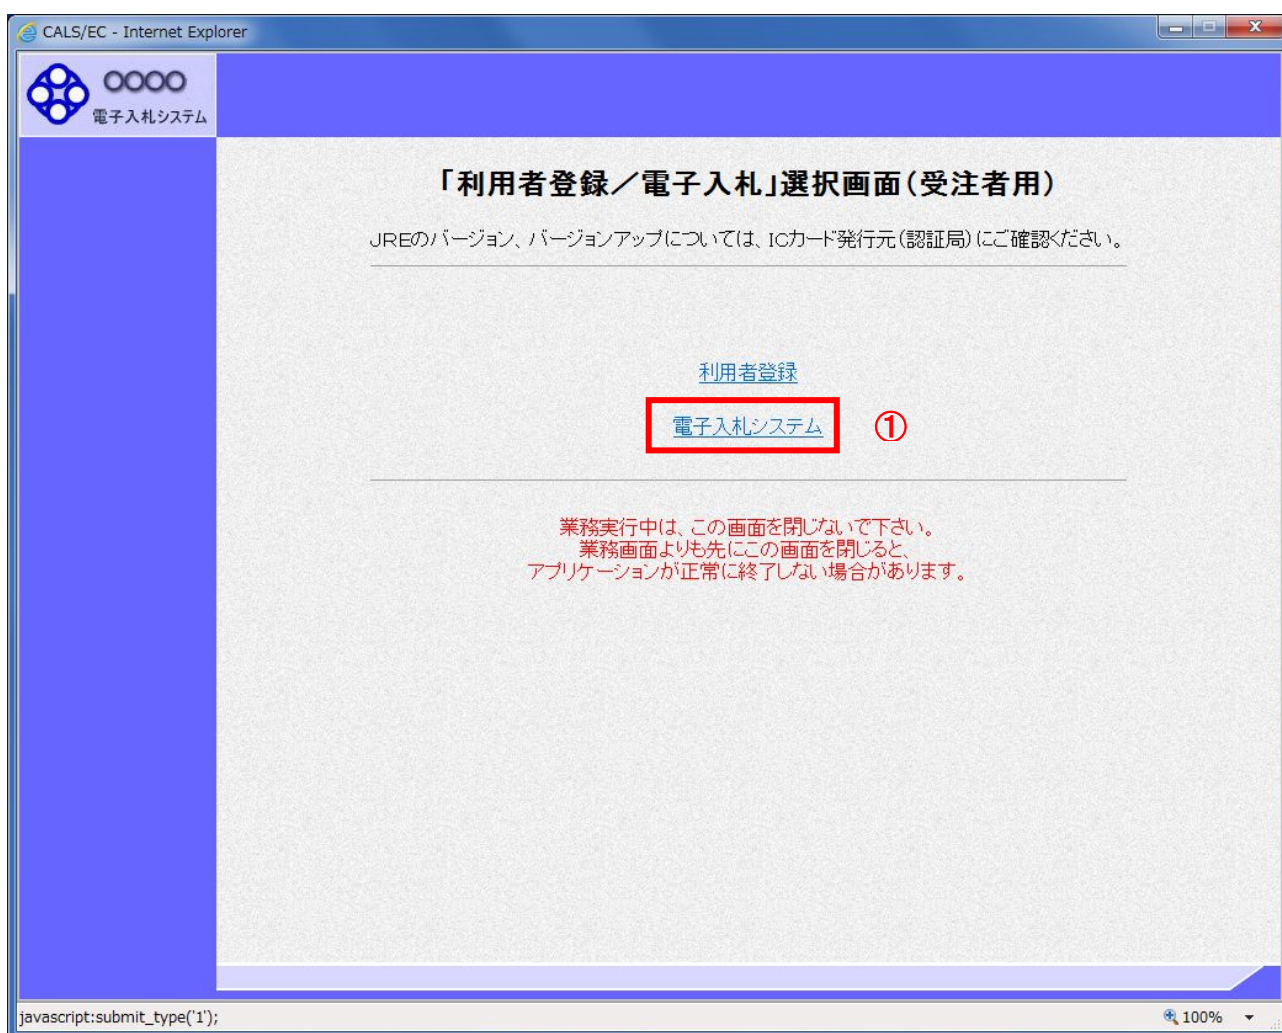 CALS/EC - Internet Explorer
○○○○
電子入札システム
「利用者登録／電子入札」選択画面(受注者用)
JREのバージョン、バージョンアップについては、ICカード発行元(認証局)にご確認ください。
利用者登録
電子入札システム ①
業務実行中は、この画面を閉じないで下さい。
業務画面よりも先にこの画面を閉じると、
アプリケーションが正常に終了しない場合があります。
javascript:submit_type('1'); 100%